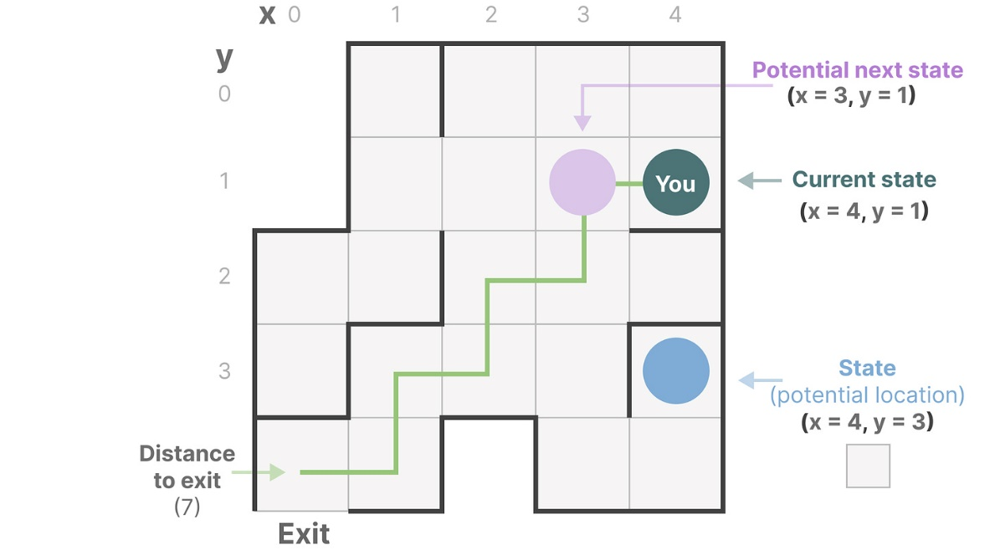 x 0 1 2 3 4
y
0
Potential next state
(x = 3, y = 1)
1
You
Current state
(x = 4, y = 1)
2
3
State
(potential location)
(x = 4, y = 3)
Distance
to exit
(7)
Exit